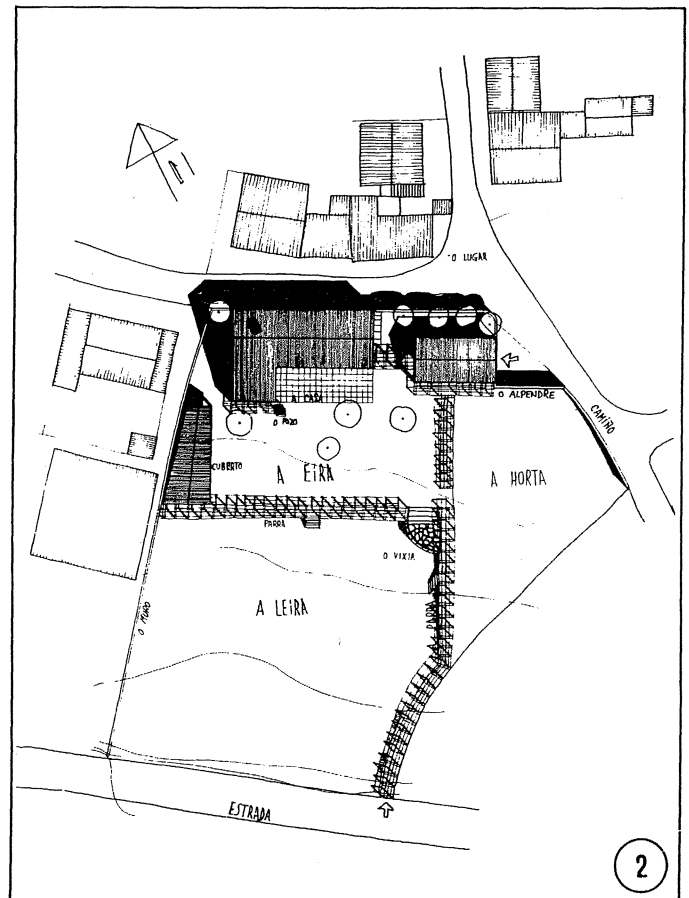 O LUGAR
A CASA
O ALPENDRE
O POZO
CAMIÑO
CUBERTO
A EIRA
A HORTA
PARRA
O VIXIA
A LEIRA
PARRA
O MURO
ESTRADA
2